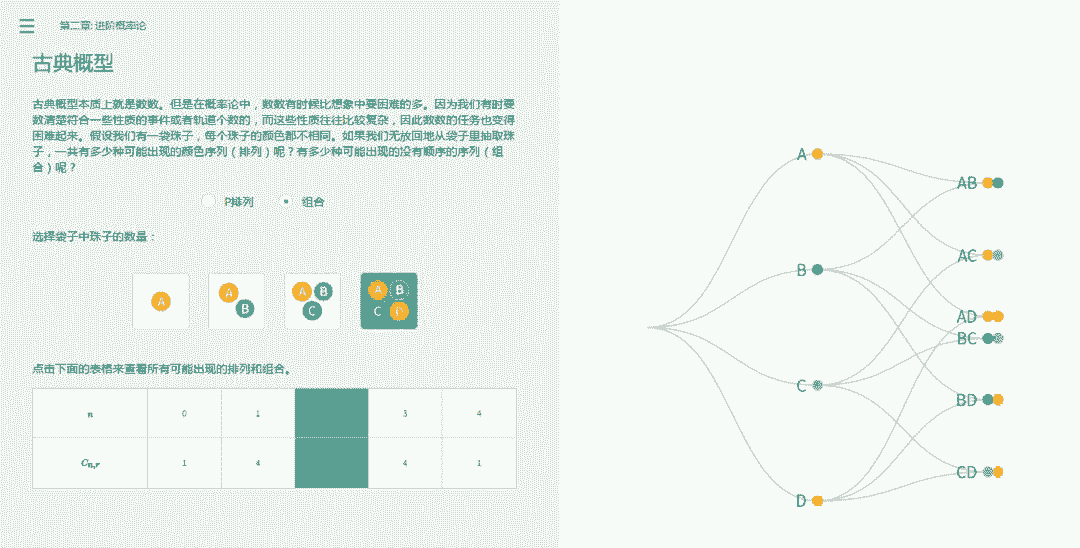 第二章: 进阶概率论
古典概型
古典概型本质上就是数数。但是在概率论中，数数有时候比想象中要困难的多。因为我们有时要
数清楚符合一些性质的事件或者轨道个数的，而这些性质往往比较复杂，因此数数的任务也变得
困难起来。假设我们有一袋珠子，每个珠子的颜色都不相同。如果我们无放回地从袋子里抽取珠
子，一共有多少种可能出现的颜色序列（排列）呢？有多少种可能出现的没有顺序的序列（组
合）呢？
P排列 组合
选择袋子中珠子的数量：
A A B A B C A B C D
点击下面的表格来查看所有可能出现的排列和组合。
n 0 1 3 4
Cn,r 1 4 4 1
A
AB
AC
B
AD
BC
C
BD
CD
D